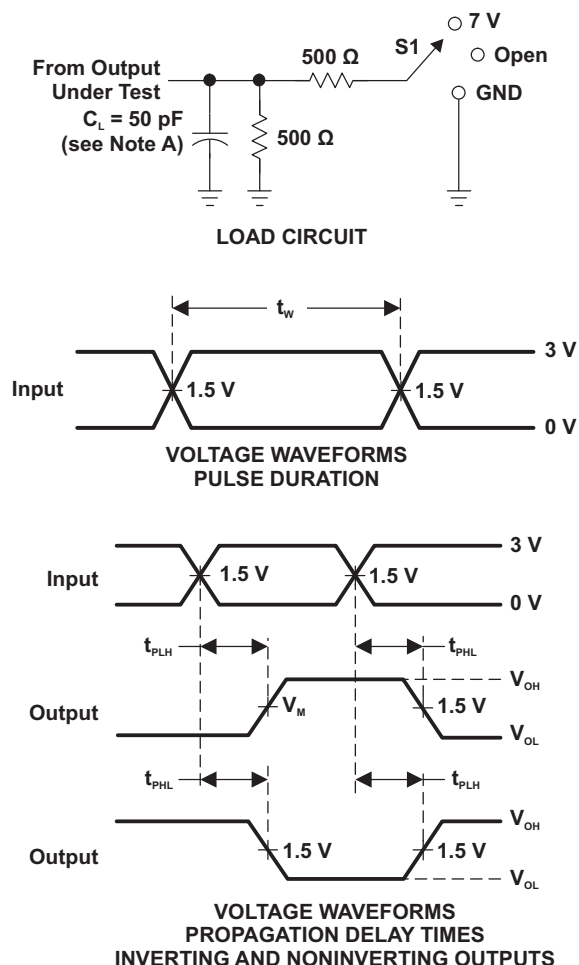 7 V
S1
Open
GND
500 Ω
From Output
Under Test
C_L = 50 pF
(see Note A)
500 Ω
LOAD CIRCUIT
t_w
3 V
Input
1.5 V
1.5 V
0 V
VOLTAGE WAVEFORMS
PULSE DURATION
3 V
Input
1.5 V
1.5 V
0 V
t_PLH
t_PHL
V_OH
Output
V_M
1.5 V
V_OL
t_PHL
t_PLH
V_OH
Output
1.5 V
1.5 V
V_OL
VOLTAGE WAVEFORMS
PROPAGATION DELAY TIMES
INVERTING AND NONINVERTING OUTPUTS